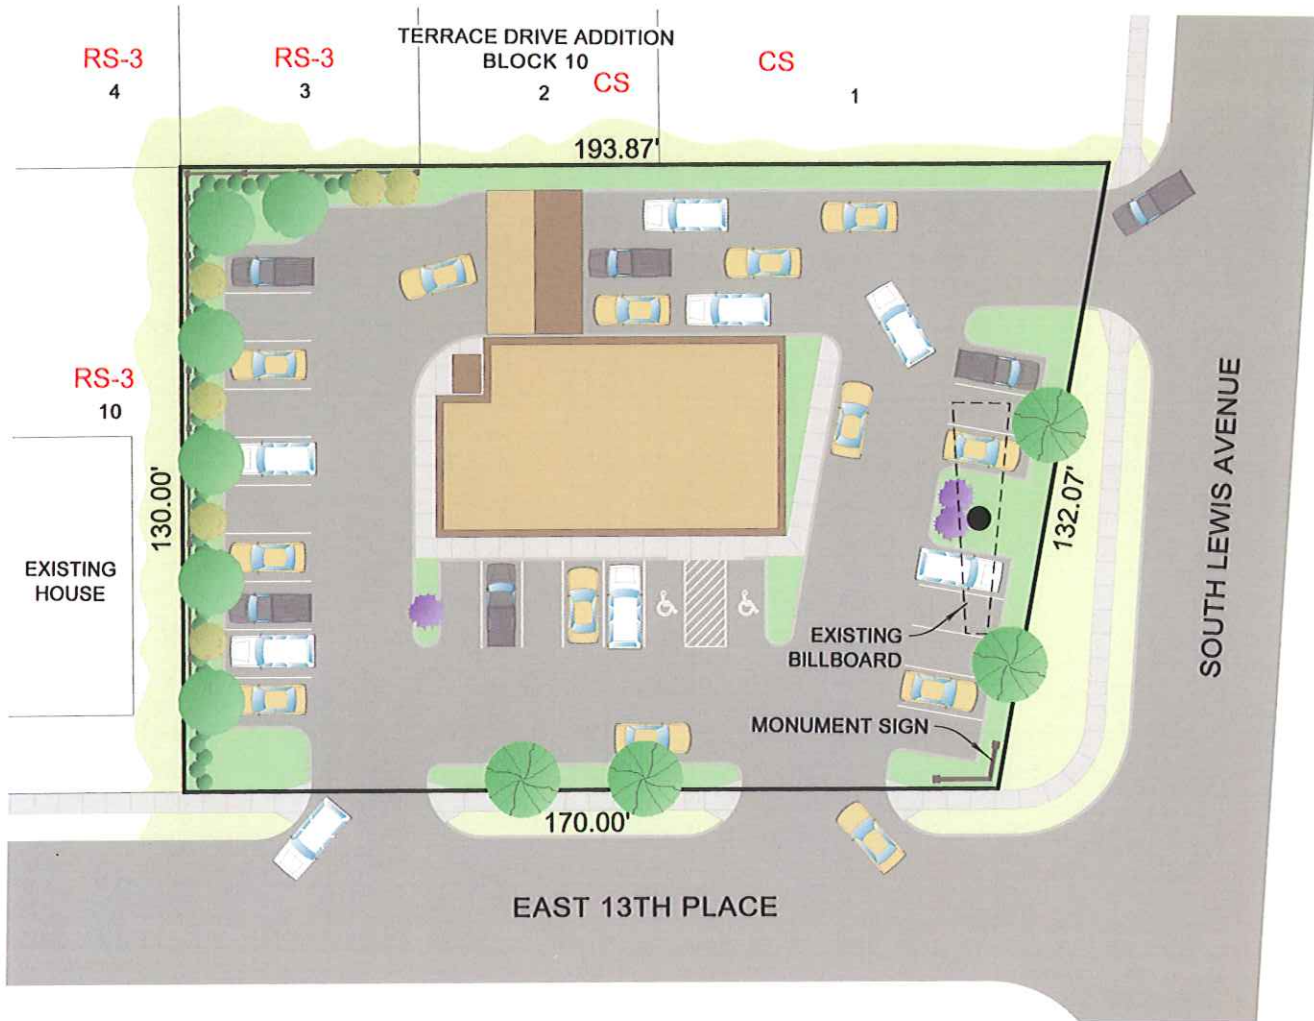 TERRACE DRIVE ADDITION
BLOCK 10
RS-3
4
RS-3
3
CS
2
CS
1
193.87'
RS-3
10
130.00'
EXISTING
HOUSE
132.07'
SOUTH LEWIS AVENUE
EXISTING
BILLBOARD
MONUMENT SIGN
170.00'
EAST 13TH PLACE